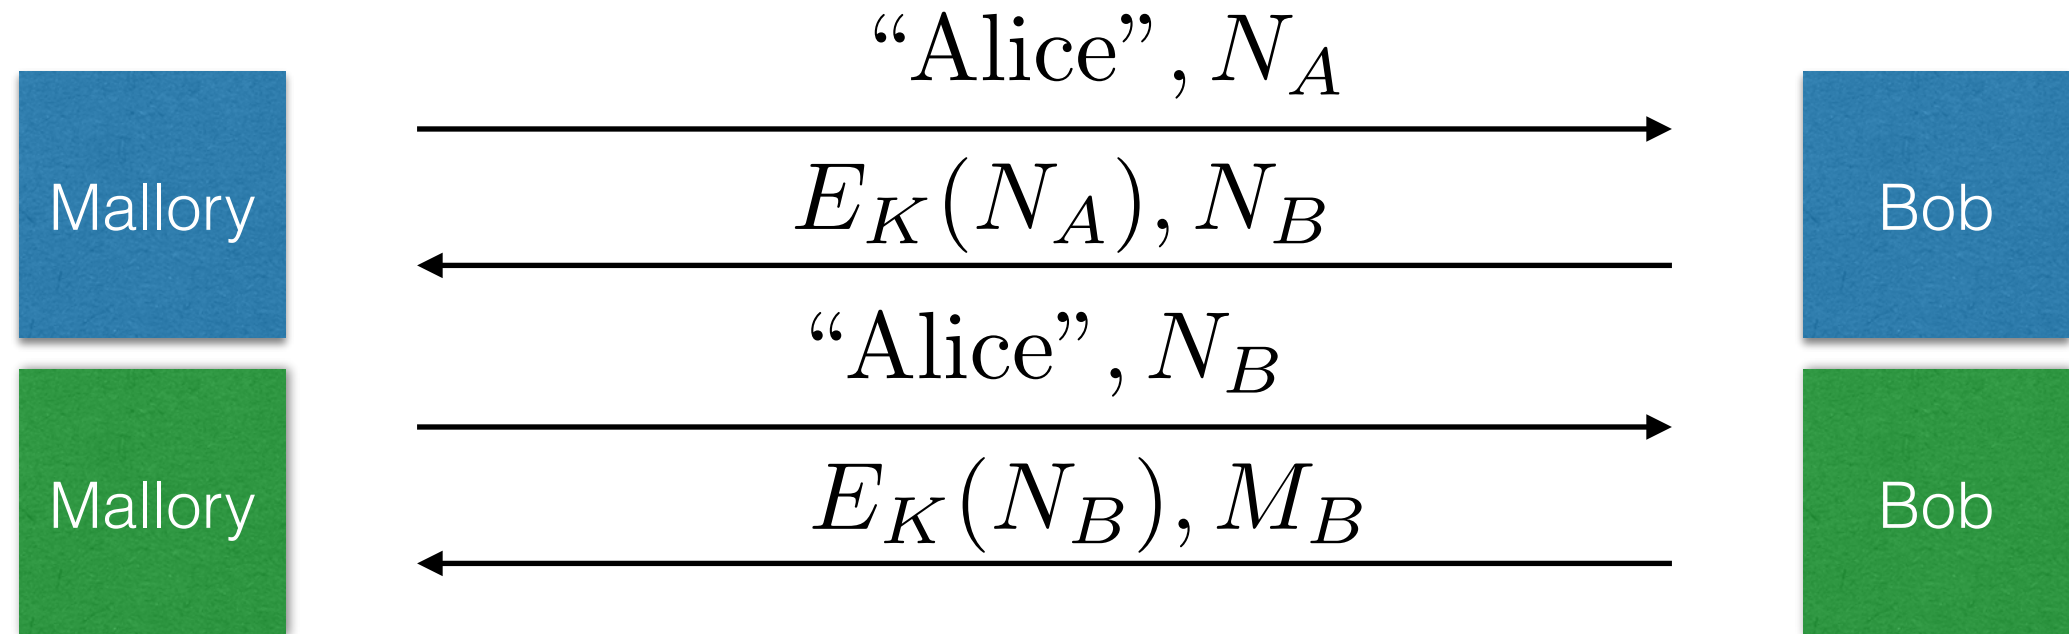 “Alice”, N_A
Mallory
E_K(N_A), N_B
Bob
“Alice”, N_B
Mallory
E_K(N_B), M_B
Bob